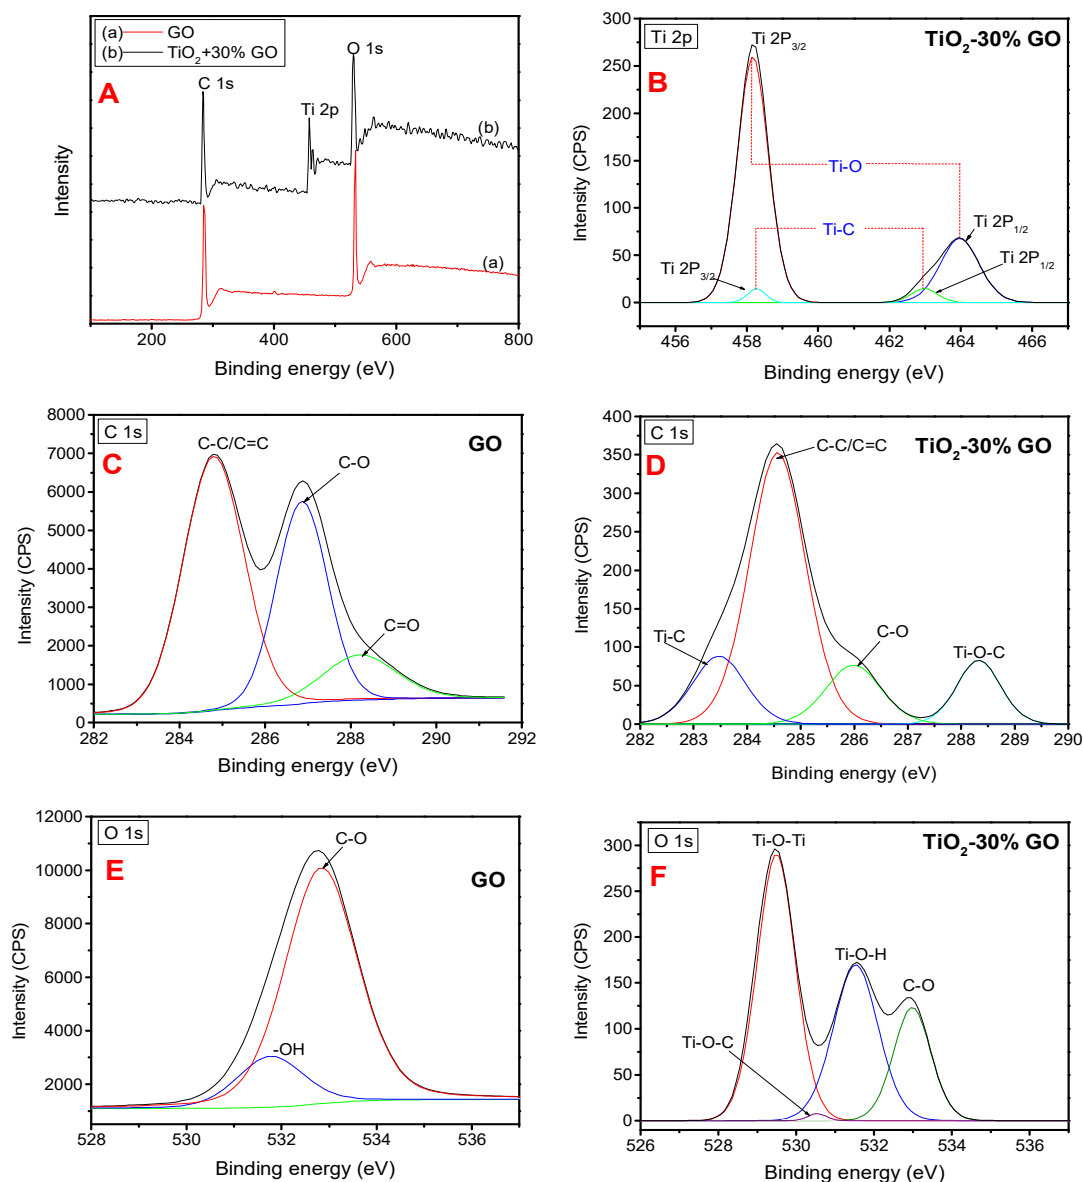 (a) GO
(b) TiO₂+30% GO
A
C 1s
Ti 2p
O 1s
(b)
(a)
Intensity
200 400 600 800
Binding energy (eV)
Ti 2p
Ti 2P₃/₂
TiO₂-30% GO
B
Ti-O
Ti-C
Ti 2P₃/₂
Ti 2P₁/₂
Ti 2P₁/₂
300
250
200
150
100
50
0
Intensity (CPS)
456 458 460 462 464 466
Binding energy (eV)
C 1s
GO
C
C-C/C=C
C-O
C=O
8000
7000
6000
5000
4000
3000
2000
1000
0
Intensity (CPS)
282 284 286 288 290 292
Binding energy (eV)
C 1s
TiO₂-30% GO
D
C-C/C=C
Ti-C
C-O
Ti-O-C
400
350
300
250
200
150
100
50
0
Intensity (CPS)
282 283 284 285 286 287 288 289 290
Binding energy (eV)
O 1s
GO
E
C-O
-OH
12000
10000
8000
6000
4000
2000
Intensity (CPS)
528 530 532 534 536
Binding energy (eV)
O 1s
TiO₂-30% GO
F
Ti-O-Ti
Ti-O-H
C-O
Ti-O-C
300
250
200
150
100
50
0
Intensity (CPS)
526 528 530 532 534 536
Binding energy (eV)